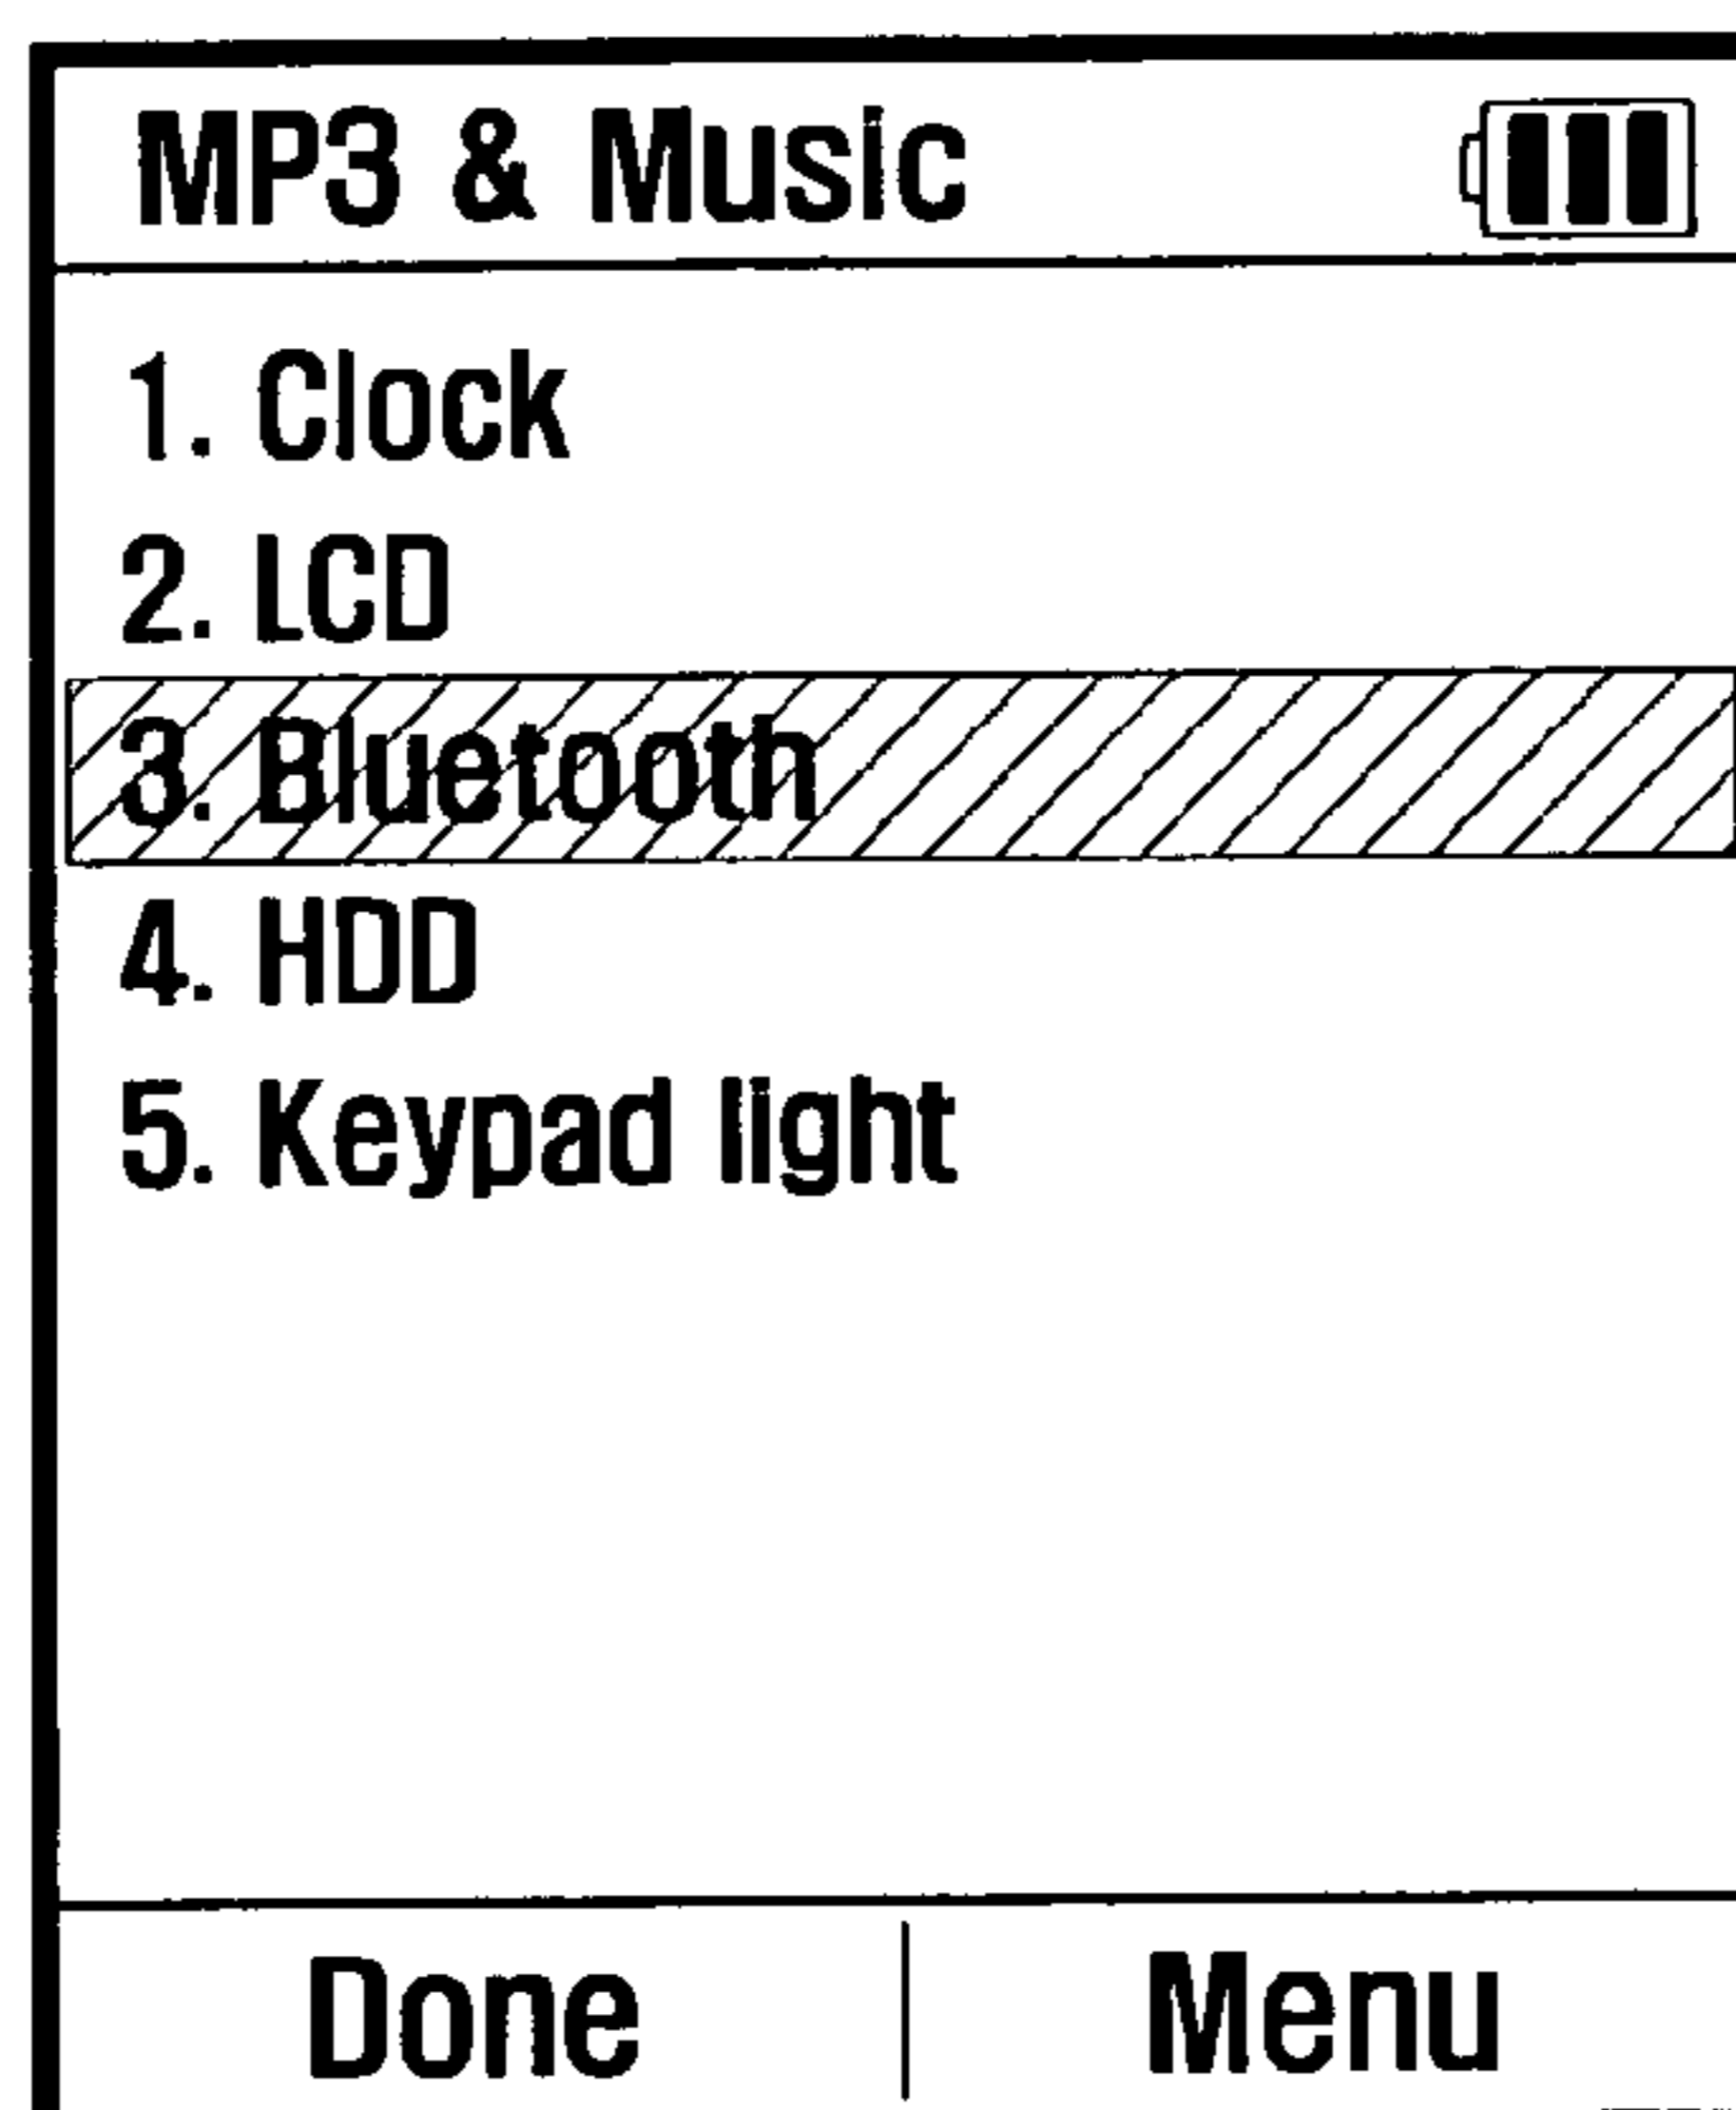 MP3 & Music
1. Clock
2. LCD
3. Bluetooth
4. HDD
5. Keypad light
Done
Menu